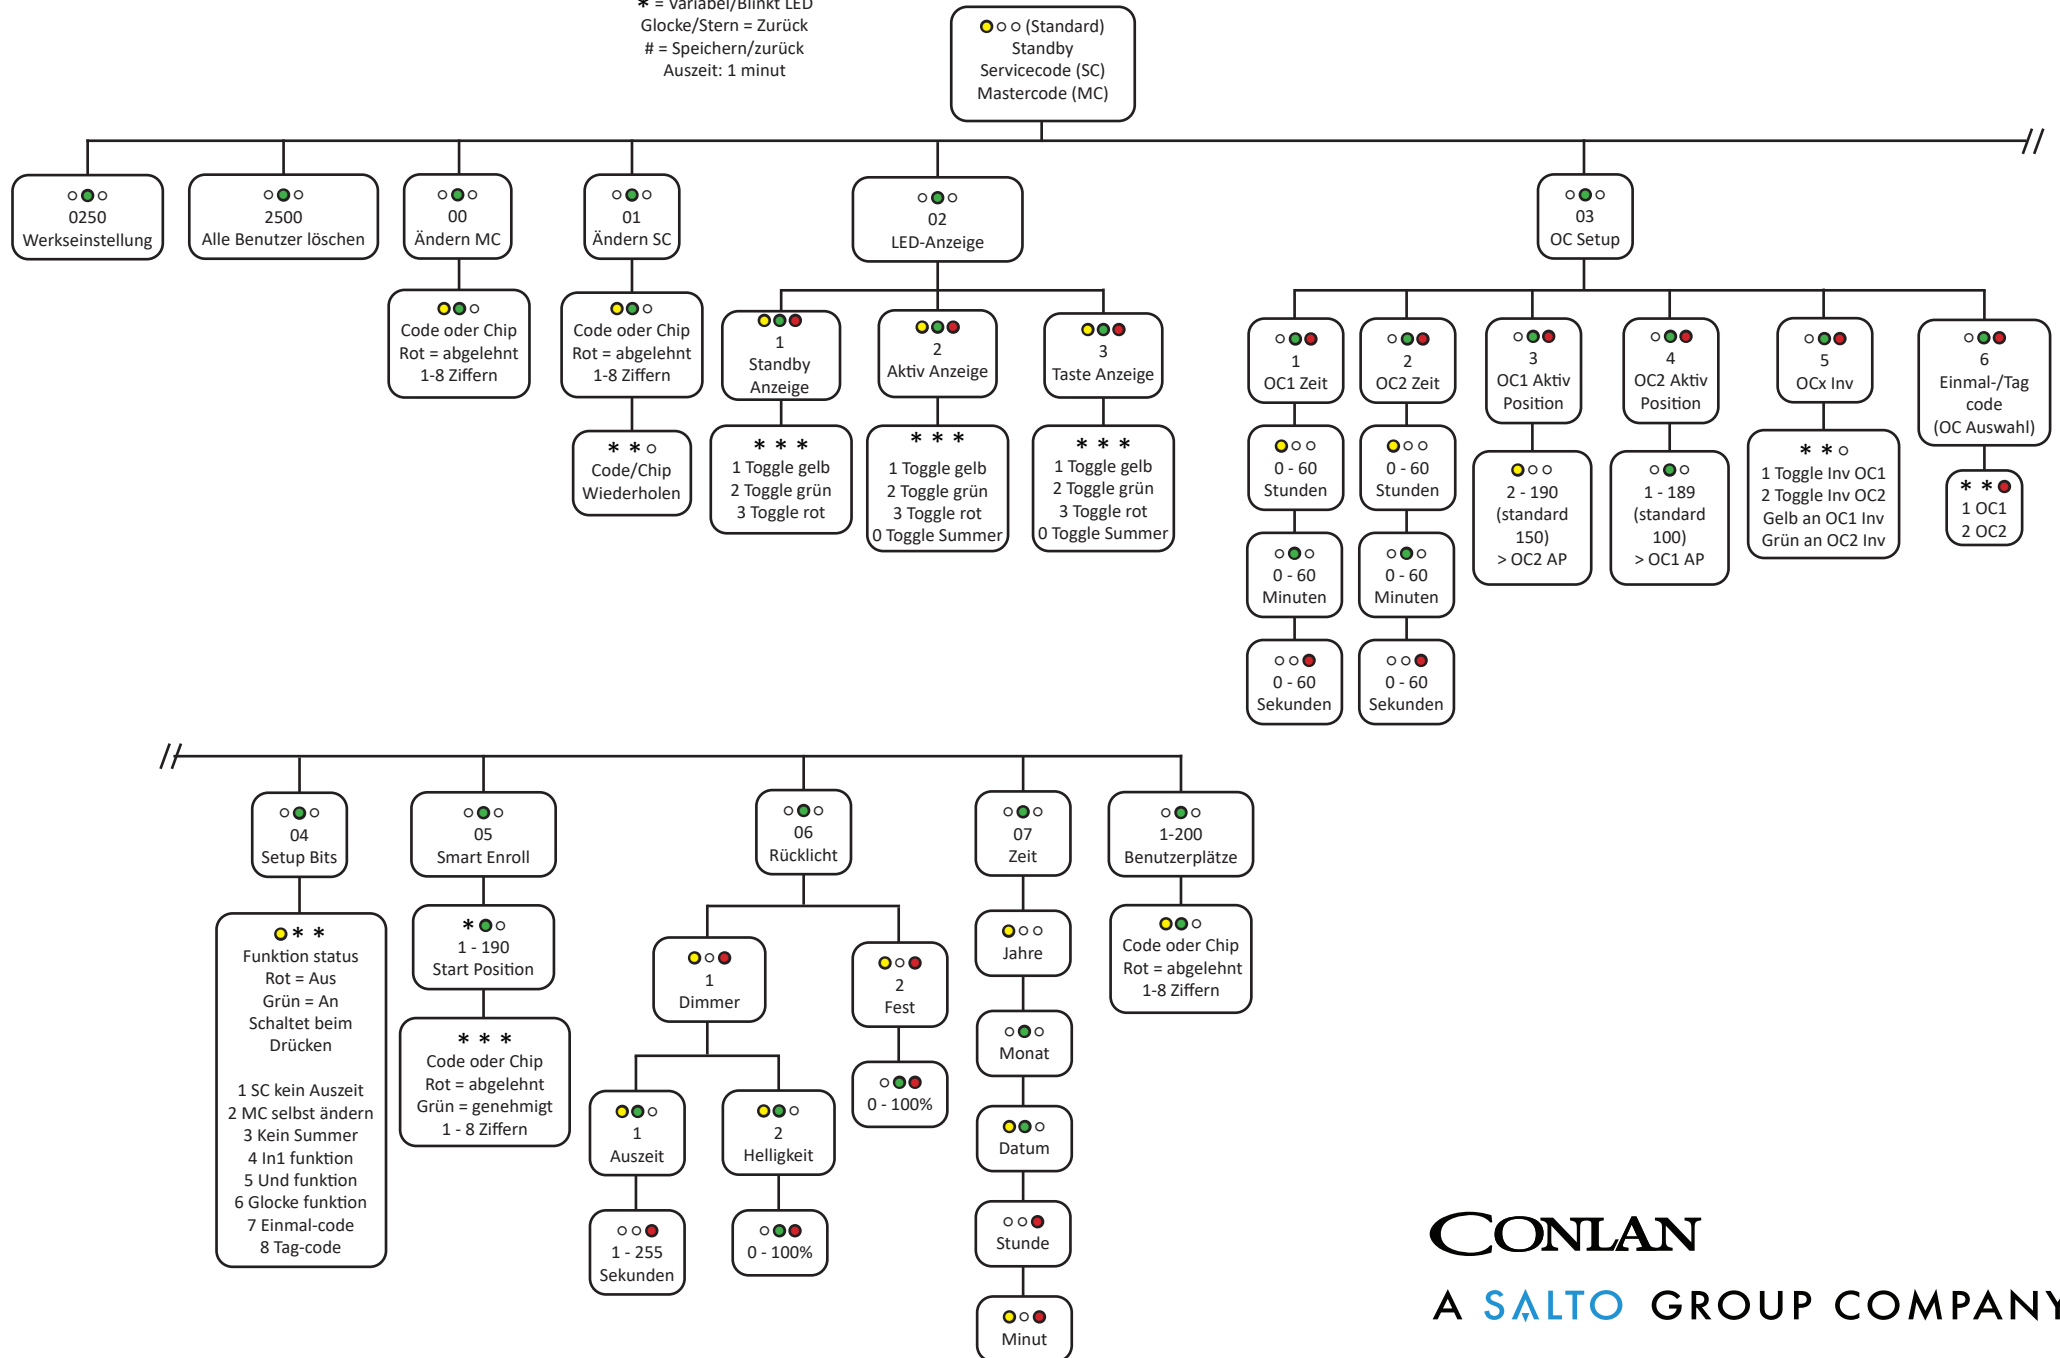 * = Variabel/Blinkt LED
Glocke/Stern = Zurück
# = Speichern/zurück
Auszeit: 1 minut
(Standard)
Standby
Servicecode (SC)
Mastercode (MC)
0250
Werkseinstellung
2500
Alle Benutzer löschen
00
Ändern MC
Code oder Chip
Rot = abgelehnt
1-8 Ziffern
01
Ändern SC
Code oder Chip
Rot = abgelehnt
1-8 Ziffern
* *
Code/Chip
Wiederholen
02
LED-Anzeige
1
Standby
Anzeige
* * *
1 Toggle gelb
2 Toggle grün
3 Toggle rot
2
Aktiv Anzeige
* * *
1 Toggle gelb
2 Toggle grün
3 Toggle rot
0 Toggle Summer
3
Taste Anzeige
* * *
1 Toggle gelb
2 Toggle grün
3 Toggle rot
0 Toggle Summer
03
OC Setup
1
OC1 Zeit
0 - 60
Stunden
0 - 60
Minuten
0 - 60
Sekunden
2
OC2 Zeit
0 - 60
Stunden
0 - 60
Minuten
0 - 60
Sekunden
3
OC1 Aktiv
Position
2 - 190
(standard
150)
> OC2 AP
4
OC2 Aktiv
Position
1 - 189
(standard
100)
> OC1 AP
5
OCx Inv
* *
1 Toggle Inv OC1
2 Toggle Inv OC2
Gelb an OC1 Inv
Grün an OC2 Inv
6
Einmal-/Tag
code
(OC Auswahl)
* *
1 OC1
2 OC2
04
Setup Bits
* *
Funktion status
Rot = Aus
Grün = An
Schaltet beim
Drücken
1 SC kein Auszeit
2 MC selbst ändern
3 Kein Summer
4 In1 funktion
5 Und funktion
6 Glocke funktion
7 Einmal-code
8 Tag-code
05
Smart Enroll
*
1 - 190
Start Position
* * *
Code oder Chip
Rot = abgelehnt
Grün = genehmigt
1 - 8 Ziffern
06
Rücklicht
1
Dimmer
1
Auszeit
1 - 255
Sekunden
2
Helligkeit
0 - 100%
2
Fest
0 - 100%
07
Zeit
Jahre
Monat
Datum
Stunde
Minut
1-200
Benutzerplätze
Code oder Chip
Rot = abgelehnt
1-8 Ziffern
CONLAN
A SALTO GROUP COMPANY